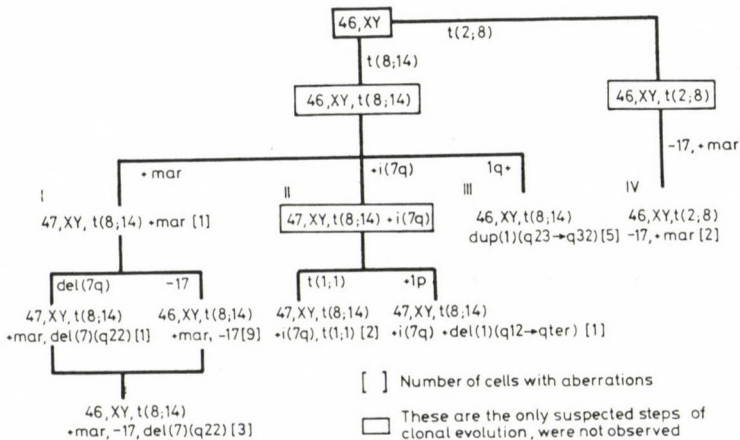 46,XY
t(2;8)
t(8;14)
46,XY,t(8;14)
46,XY,t(2;8)
+mar
+i(7q)
1q+
-17,+mar
I
II
III
IV
47,XY,t(8;14)+mar [1]
47,XY,t(8;14)+i(7q)
46,XY,t(8;14)
dup(1)(q23→q32)[5]
46,XY,t(2;8)
-17,+mar [2]
del(7q)
-17
t(1;1)
+1p
47,XY,t(8;14)
+mar, del(7)(q22)[1]
46,XY,t(8;14)
+mar, -17[9]
47,XY,t(8;14)
+i(7q), t(1;1) [2]
47,XY,t(8;14)
+i(7q) +del(1)(q12→qter) [1]
46,XY,t(8;14)
+mar,-17,del(7)(q22)[3]
[ ] Number of cells with aberrations
These are the only suspected steps of
clonal evolution, were not observed